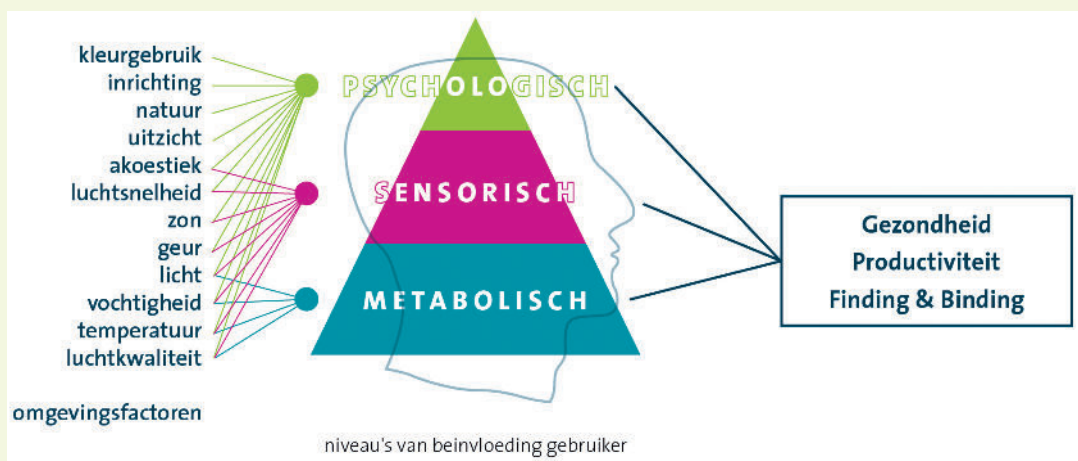 kleurgebruik
inrichting
natuur
uitzicht
akoestiek
luchtsnelheid
zon
geur
licht
vochtigheid
temperatuur
luchtkwaliteit
omgevingsfactoren
PSYCHOLOGISCH
SENSORISCH
METABOLISCH
niveau's van beinvloeding gebruiker
Gezondheid
Productiviteit
Finding & Binding